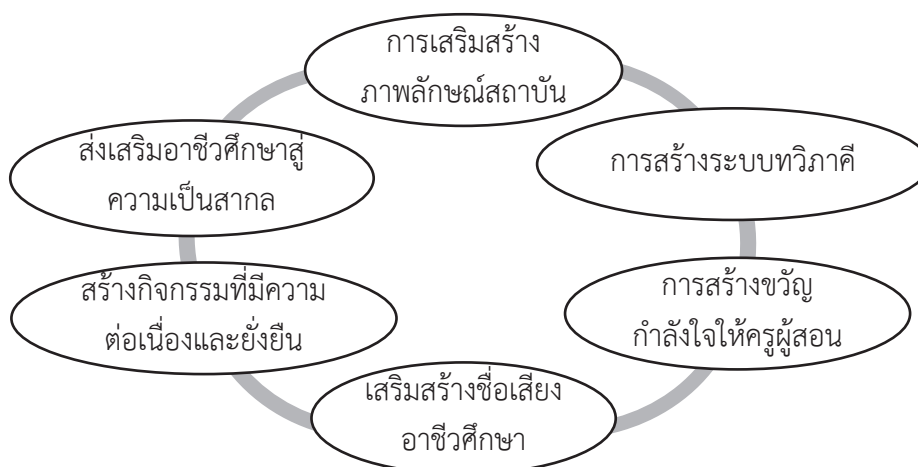 การเสริมสร้าง
ภาพลักษณ์สถาบัน
การสร้างระบบทวิภาคี
การสร้างขวัญ
กำลังใจให้ครูผู้สอน
เสริมสร้างชื่อเสียง
อาชีวศึกษา
สร้างกิจกรรมที่มีความ
ต่อเนื่องและยั่งยืน
ส่งเสริมอาชีวศึกษาสู่
ความเป็นสากล